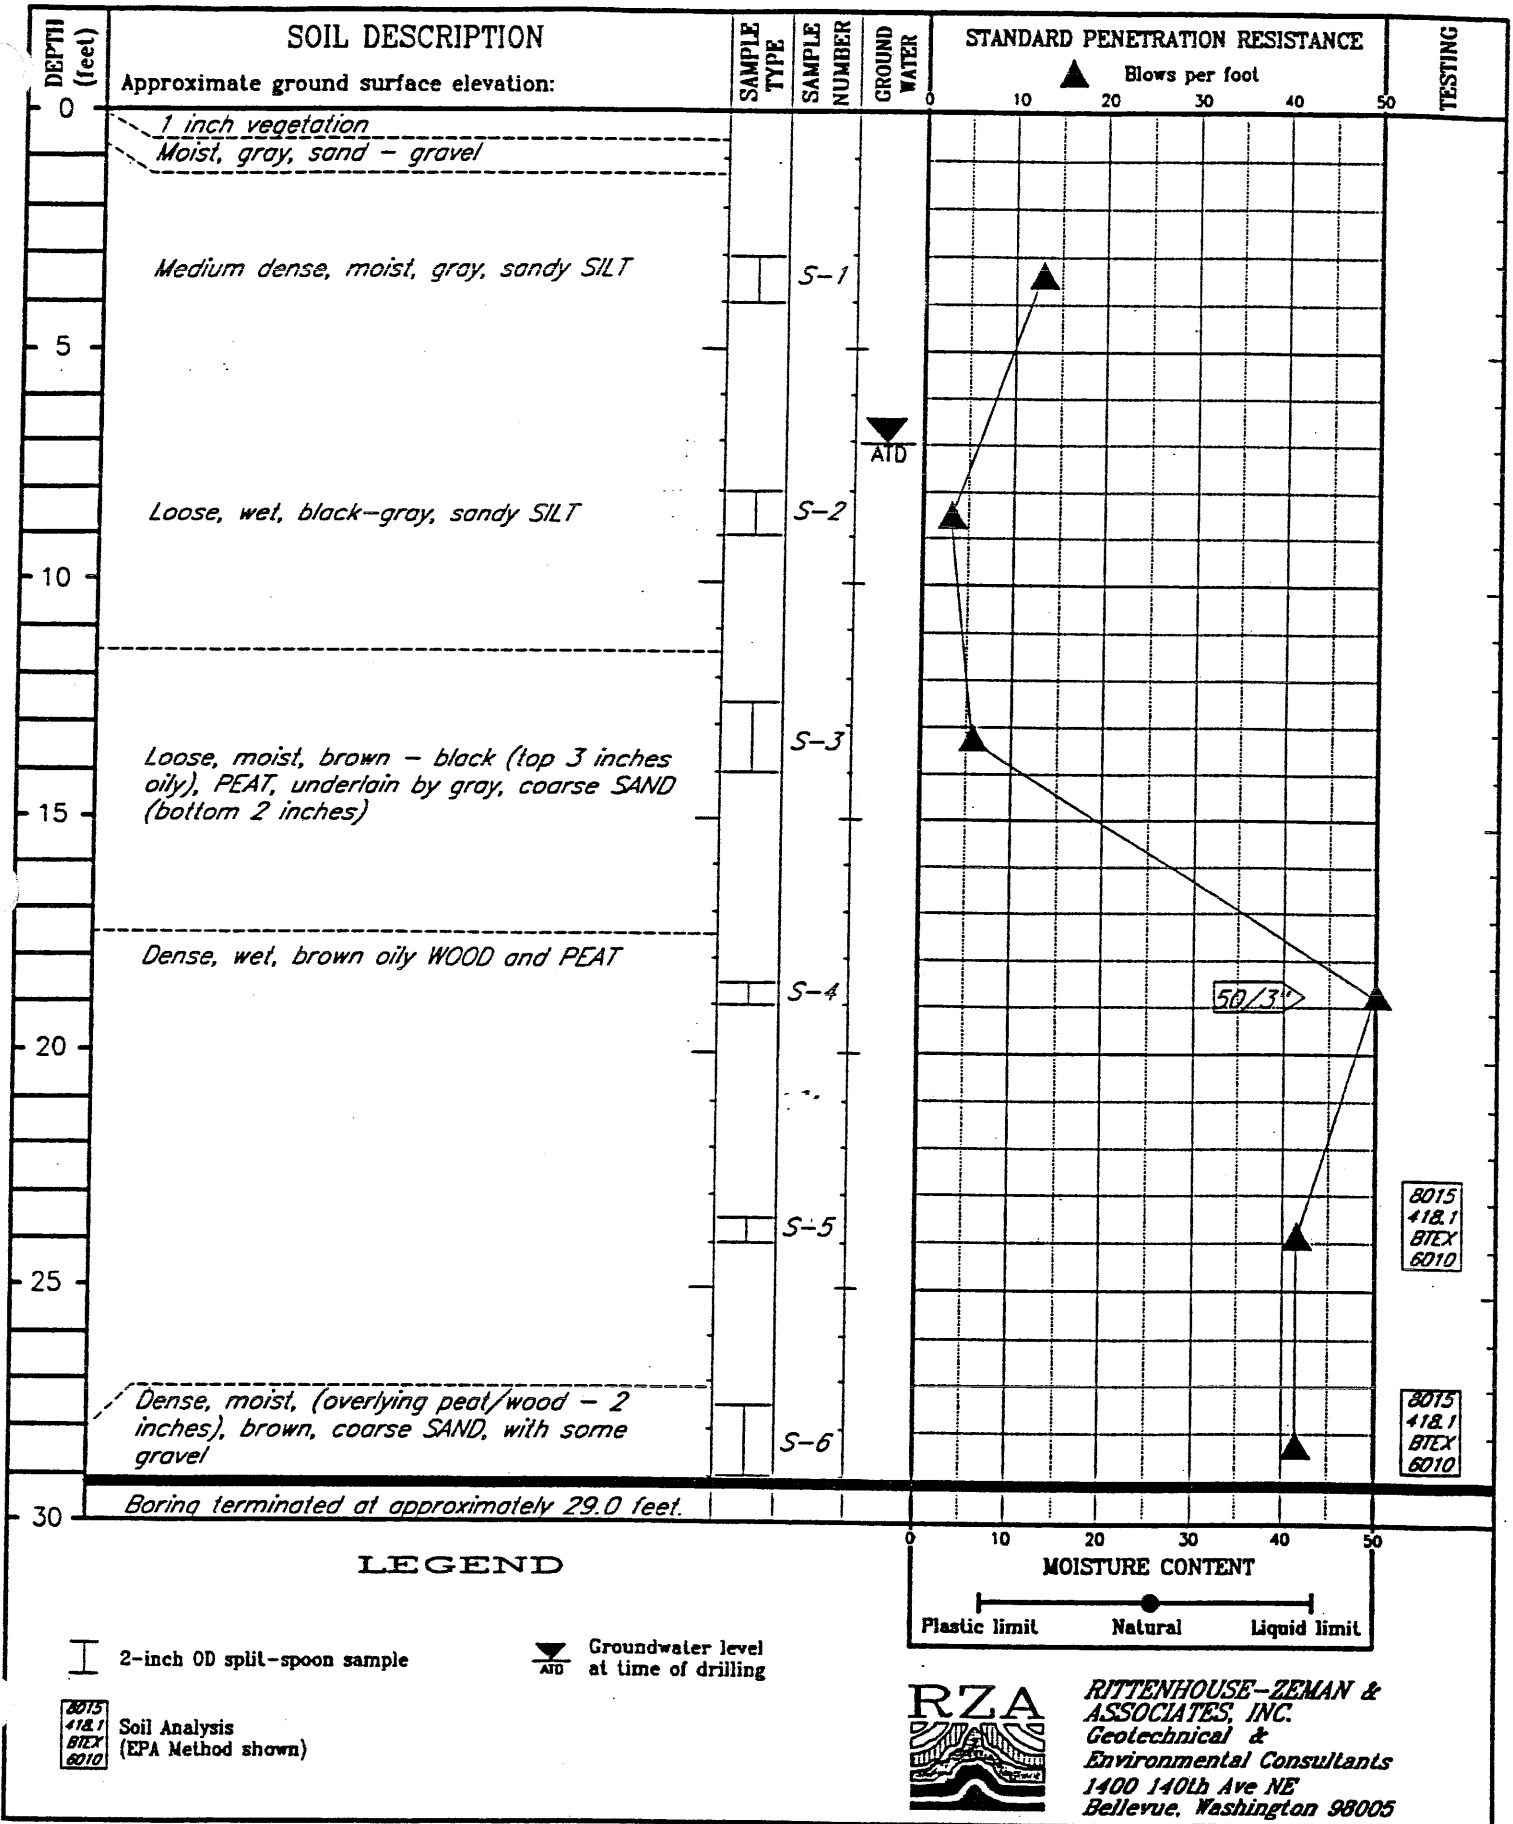 DEPTH
(feet)
SOIL DESCRIPTION
Approximate ground surface elevation:
SAMPLE
TYPE
SAMPLE
NUMBER
GROUND
WATER
STANDARD PENETRATION RESISTANCE
▲ Blows per foot
0 10 20 30 40 50
TESTING
0
1 inch vegetation
Moist, gray, sand - gravel
Medium dense, moist, gray, sandy SILT
S-1
5
ATD
Loose, wet, black-gray, sandy SILT
S-2
10
Loose, moist, brown - black (top 3 inches
oily), PEAT, underlain by gray, coarse SAND
(bottom 2 inches)
S-3
15
Dense, wet, brown oily WOOD and PEAT
S-4
50/3"
20
S-5
8015
418.1
BTEX
6010
25
Dense, moist, (overlying peat/wood - 2
inches), brown, coarse SAND, with some
gravel
S-6
8015
418.1
BTEX
6010
Boring terminated at approximately 29.0 feet.
30
0 10 20 30 40 50
MOISTURE CONTENT
Plastic limit Natural Liquid limit
LEGEND
2-inch OD split-spoon sample
ATD
Groundwater level
at time of drilling
8015
418.1
BTEX
6010
Soil Analysis
(EPA Method shown)
RZA
RITTENHOUSE-ZEMAN &
ASSOCIATES, INC.
Geotechnical &
Environmental Consultants
1400 140th Ave NE
Bellevue, Washington 98005